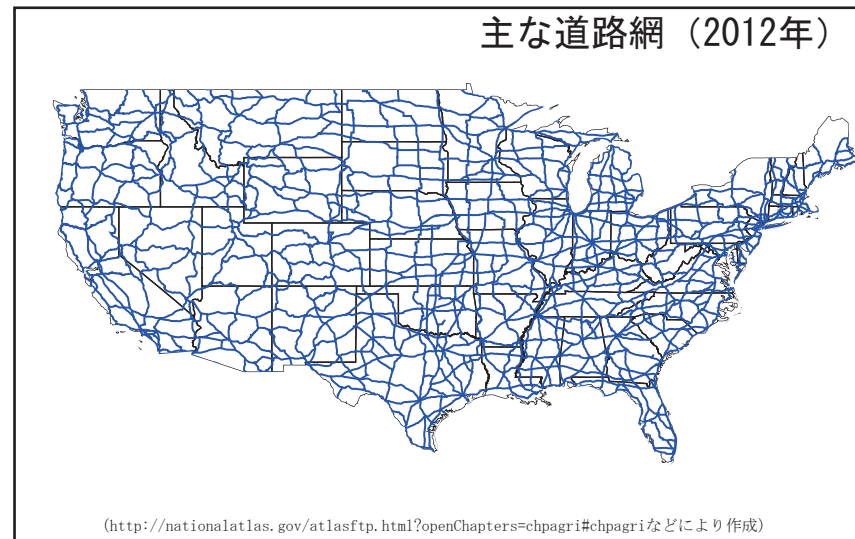 主な道路網（2012年）
(http://nationalatlas.gov/atlasftp.html?openChapters=chpagri#chpagriなどにより作成)